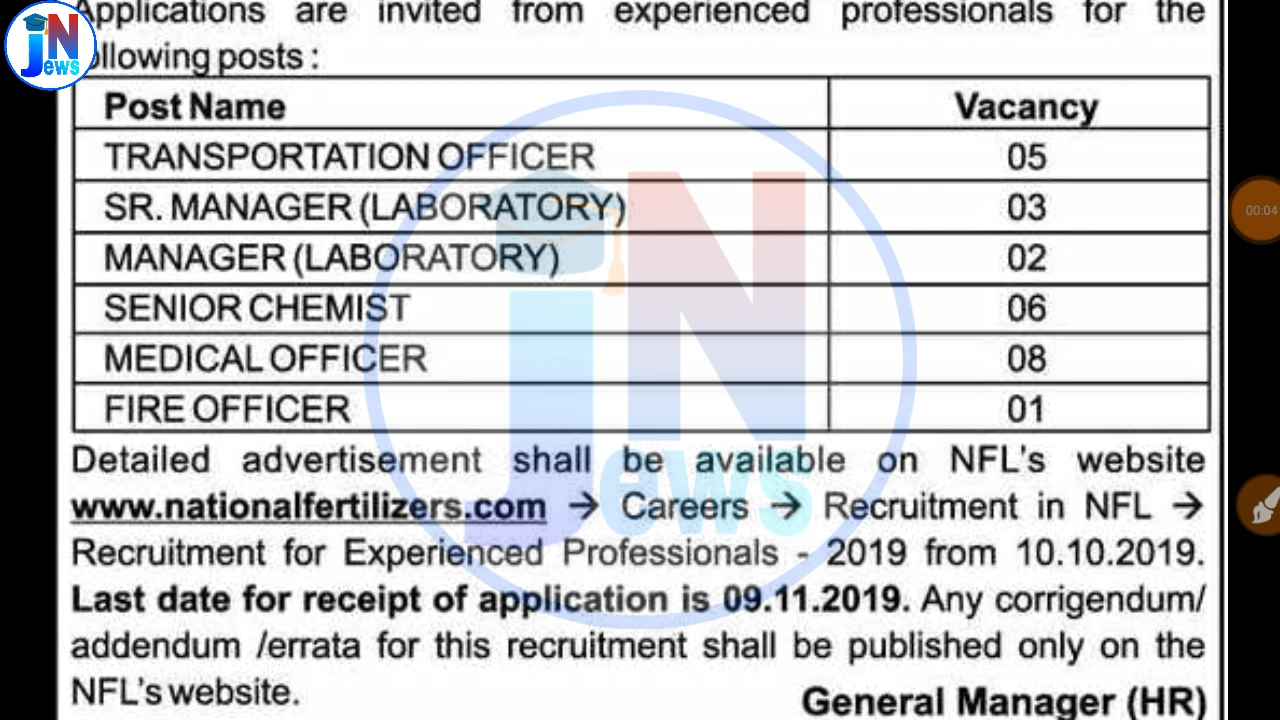 Applications are invited from experienced professionals for the
following posts :
Post Name Vacancy
TRANSPORTATION OFFICER 05
SR. MANAGER (LABORATORY) 03
MANAGER (LABORATORY) 02
SENIOR CHEMIST 06
MEDICAL OFFICER 08
FIRE OFFICER 01
Detailed advertisement shall be available on NFL's website
www.nationalfertilizers.com → Careers → Recruitment in NFL →
Recruitment for Experienced Professionals - 2019 from 10.10.2019.
Last date for receipt of application is 09.11.2019. Any corrigendum/
addendum /errata for this recruitment shall be published only on the
NFL's website.
General Manager (HR)
jN
ews
jN
ews
00:04